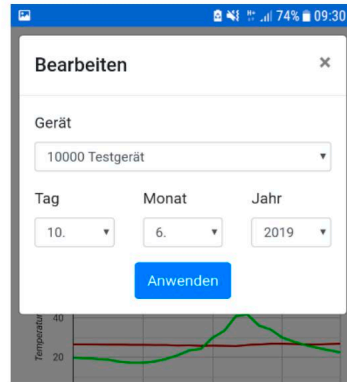 74% 09:30
Bearbeiten ×
Gerät
10000 Testgerät
Tag Monat Jahr
10. 6. 2019
Anwenden
Temperatur
40
20